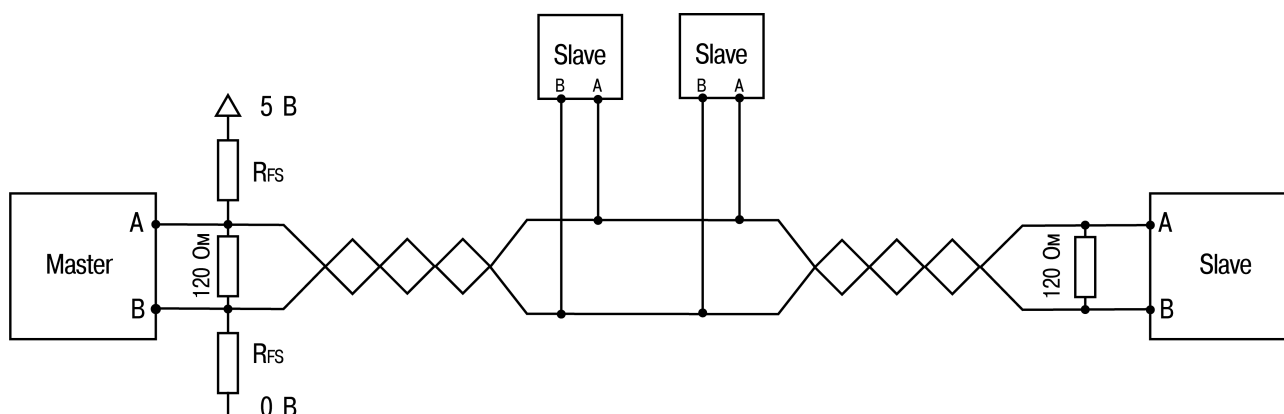 Slave
B A
Slave
B A
5 В
RFS
Master
A
B
120 Ом
RFS
0 В
120 Ом
A
B
Slave